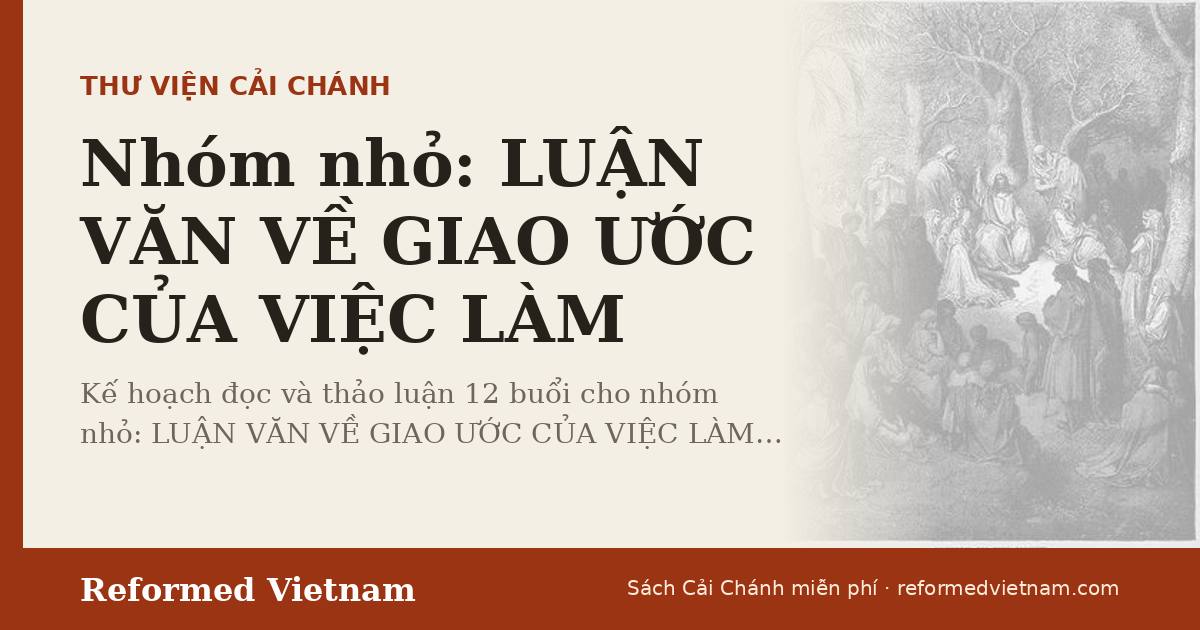 THƯ VIỆN CẢI CHÁNH
Nhóm nhỏ: LUẬN
VĂN VỀ GIAO ƯỚC
CỦA VIỆC LÀM
Kế hoạch đọc và thảo luận 12 buổi cho nhóm
nhỏ: LUẬN VĂN VỀ GIAO ƯỚC CỦA VIỆC LÀM...
Reformed Vietnam
Sách Cải Chánh miễn phí · reformedvietnam.com